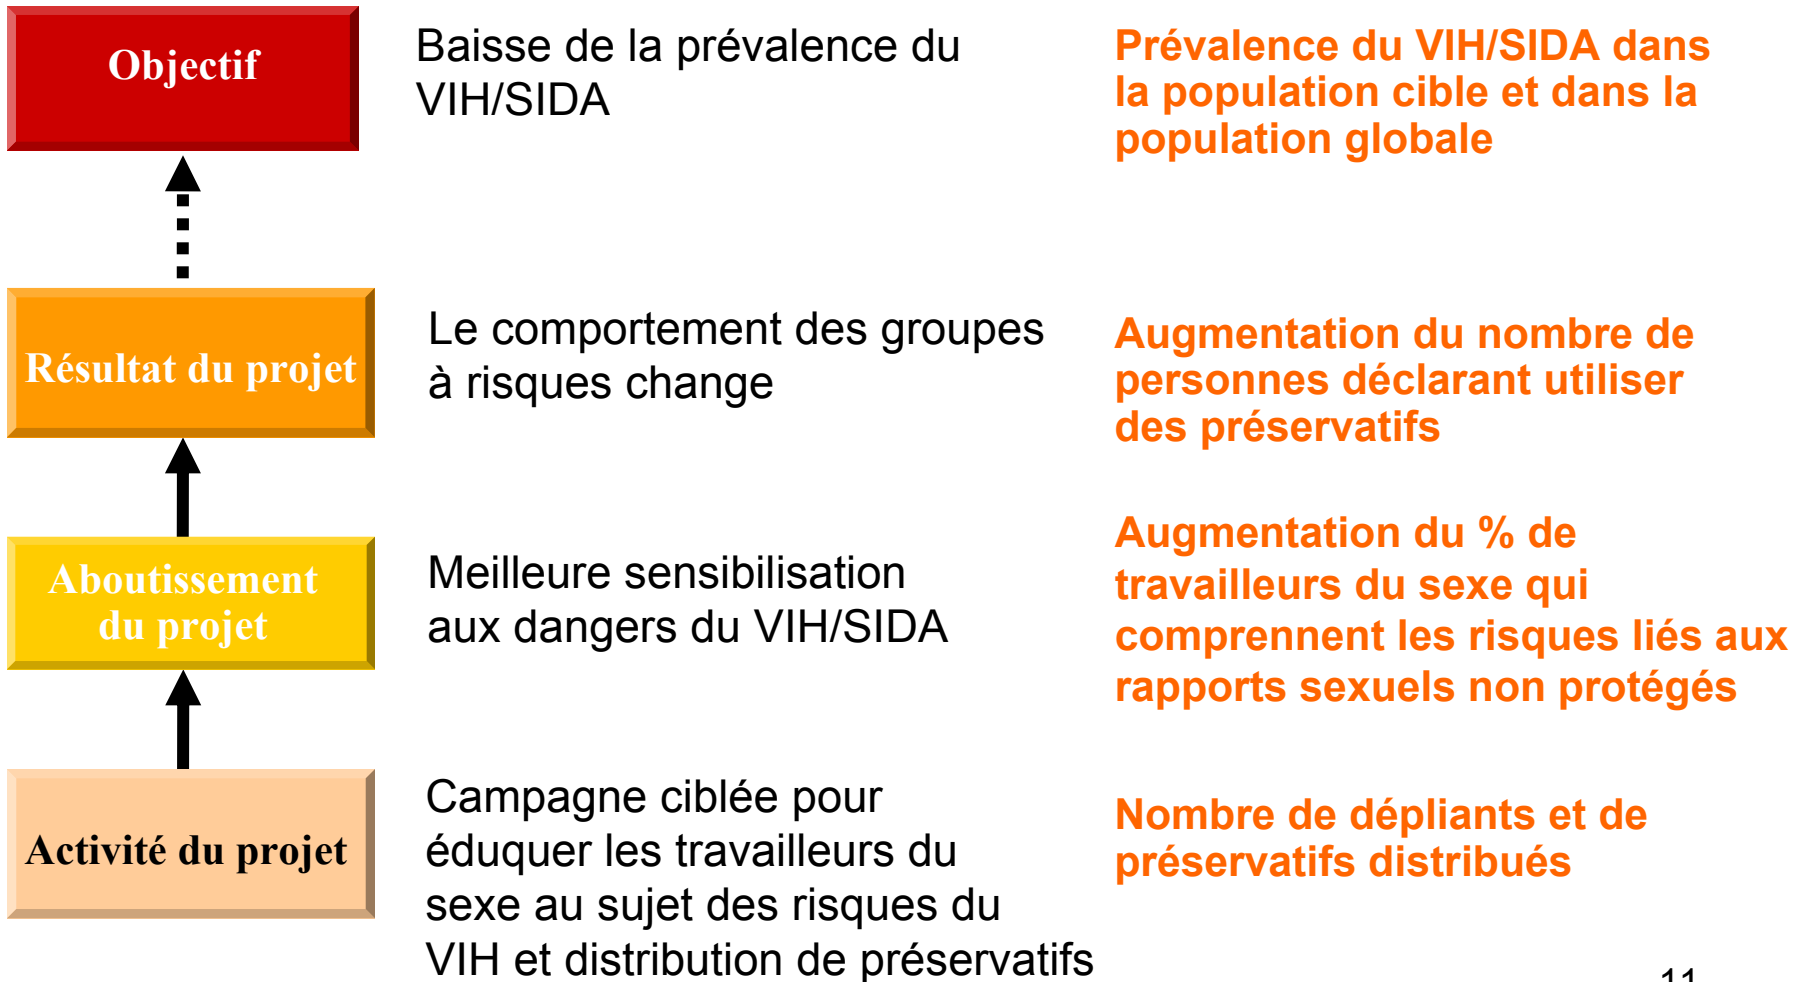 Objectif
Baisse de la prévalence du
VIH/SIDA
Prévalence du VIH/SIDA dans
la population cible et dans la
population globale
Résultat du projet
Le comportement des groupes
à risques change
Augmentation du nombre de
personnes déclarant utiliser
des préservatifs
Aboutissement
du projet
Meilleure sensibilisation
aux dangers du VIH/SIDA
Augmentation du % de
travailleurs du sexe qui
comprennent les risques liés aux
rapports sexuels non protégés
Activité du projet
Campagne ciblée pour
éduquer les travailleurs du
sexe au sujet des risques du
VIH et distribution de préservatifs
Nombre de dépliants et de
préservatifs distribués
11